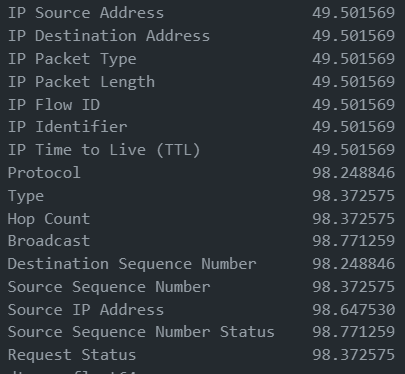 IP Source Address 49.501569
IP Destination Address 49.501569
IP Packet Type 49.501569
IP Packet Length 49.501569
IP Flow ID 49.501569
IP Identifier 49.501569
IP Time to Live (TTL) 49.501569
Protocol 98.248846
Type 98.372575
Hop Count 98.372575
Broadcast 98.771259
Destination Sequence Number 98.248846
Source Sequence Number 98.372575
Source IP Address 98.647530
Source Sequence Number Status 98.771259
Request Status 98.372575